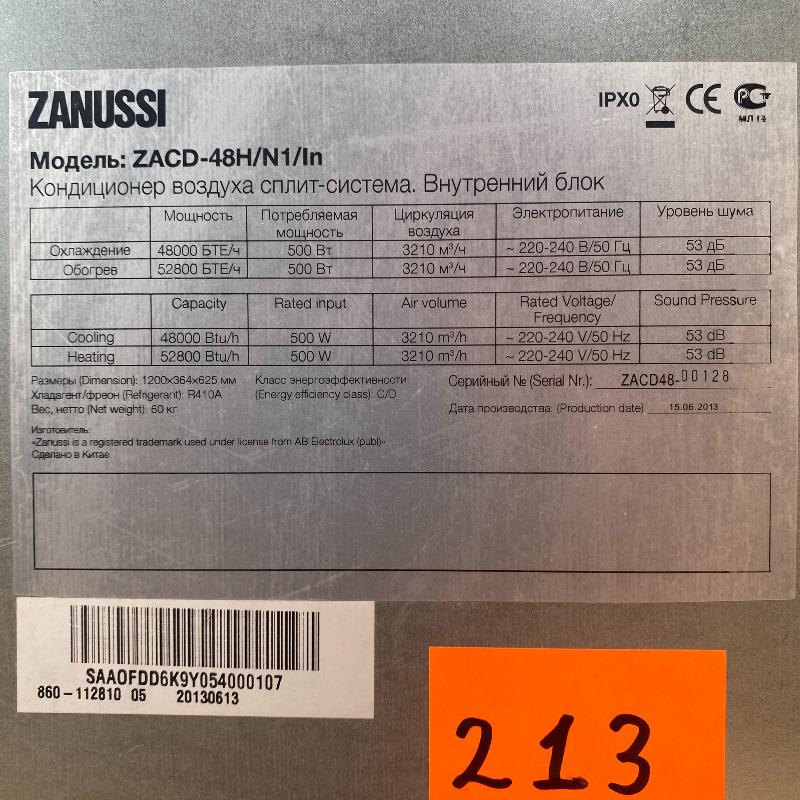 ZANUSSI
IPX0
МЛ 13
Модель: ZACD-48H/N1/In
Кондиционер воздуха сплит-система. Внутренний блок
Мощность Потребляемая мощность Циркуляция воздуха Электропитание Уровень шума
Охлаждение 48000 БТЕ/ч 500 Вт 3210 м³/ч ~ 220-240 В/50 Гц 53 дБ
Обогрев 52800 БТЕ/ч 500 Вт 3210 м³/ч ~ 220-240 В/50 Гц 53 дБ
Capacity Rated input Air volume Rated Voltage/ Frequency Sound Pressure
Cooling 48000 Btu/h 500 W 3210 m³/h ~ 220-240 V/50 Hz 53 dB
Heating 52800 Btu/h 500 W 3210 m³/h ~ 220-240 V/50 Hz 53 dB
Размеры (Dimension): 1200×364×625 мм
Хладагент/фреон (Refrigerant): R410A
Вес, нетто (Net weight): 60 кг
Класс энергоэффективности
(Energy efficiency class): C/D
Серийный № (Serial Nr.): ZACD48-00128
Дата производства: (Production date) 15.06.2013
Изготовитель:
«Zanussi is a registered trademark used under license from AB Electrolux (publ)»
Сделано в Китае
SAAOFDD6K9Y054000107
860-112810 05 20130613
213